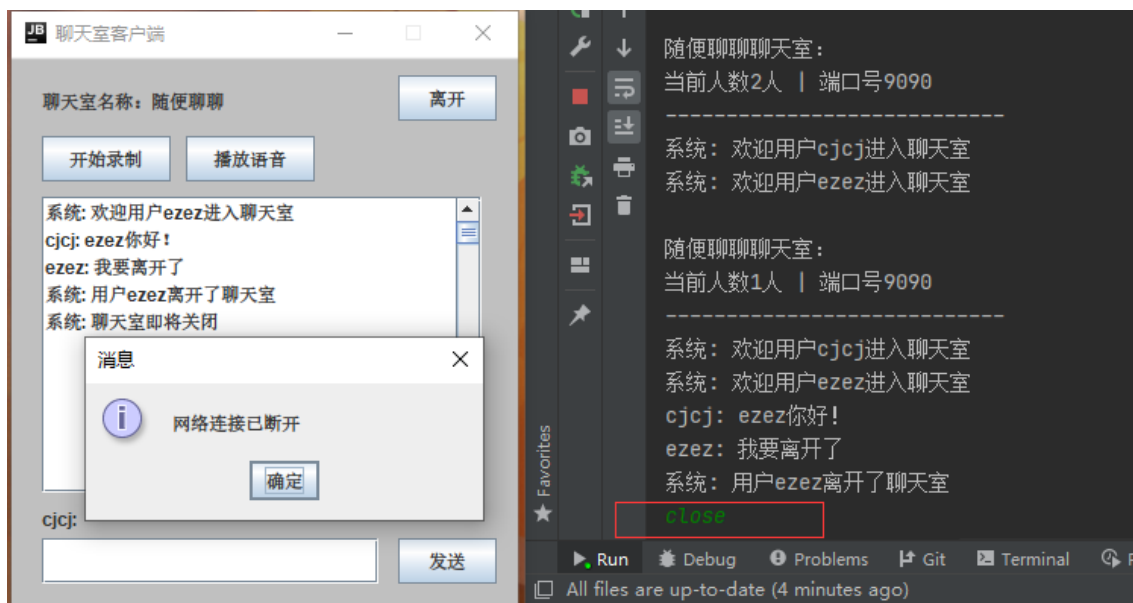 JB 聊天室客户端
聊天室名称：随便聊聊
离开
开始录制
播放语音
系统: 欢迎用户ezez进入聊天室
cjcj: ezez你好！
ezez: 我要离开了
系统: 用户ezez离开了聊天室
系统: 聊天室即将关闭
消息
网络连接已断开
确定
cjcj:
发送
随便聊聊聊天室：
当前人数2人 | 端口号9090
----------------------------
系统: 欢迎用户cjcj进入聊天室
系统: 欢迎用户ezez进入聊天室
随便聊聊聊天室：
当前人数1人 | 端口号9090
----------------------------
系统: 欢迎用户cjcj进入聊天室
系统: 欢迎用户ezez进入聊天室
cjcj: ezez你好!
ezez: 我要离开了
系统: 用户ezez离开了聊天室
close
Favorites
Run Debug Problems Git Terminal
All files are up-to-date (4 minutes ago)